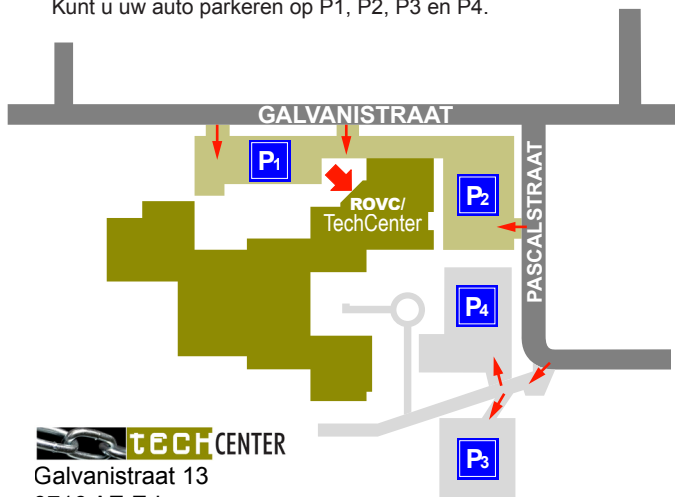 Kunt u uw auto parkeren op P1, P2, P3 en P4.
GALVANISTRAAT
P1
ROVC/
TechCenter
P2
PASCALSTRAAT
P4
P3
tECHCENTER
Galvanistraat 13